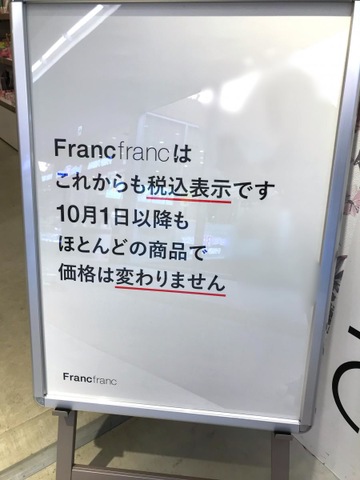 Francfrancは
これからも税込表示です
10月1日以降も
ほとんどの商品で
価格は変わりません
Francfranc